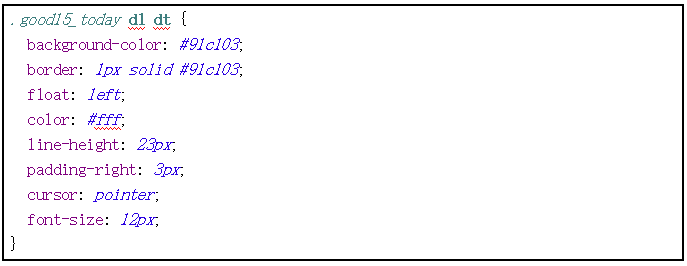 .good15_today dl dt {
background-color: #91c103;
border: 1px solid #91c103;
float: left;
color: #fff;
line-height: 23px;
padding-right: 3px;
cursor: pointer;
font-size: 12px;
}